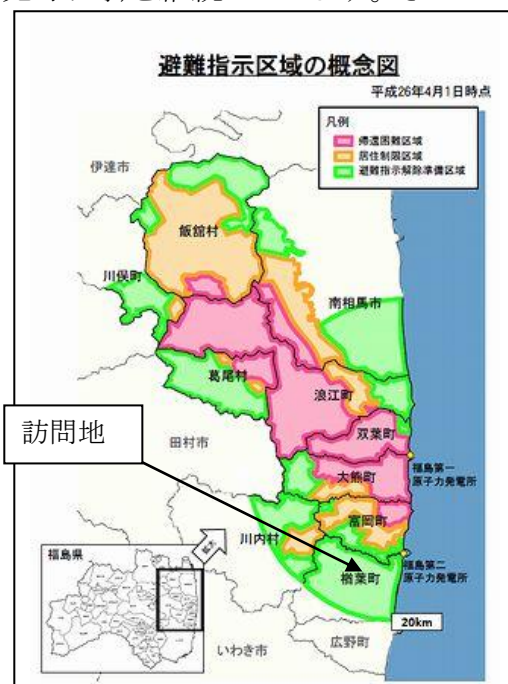 避難指示区域の概念図
平成26年4月1日時点
凡例
帰還困難区域
居住制限区域
避難指示解除準備区域
伊達市
飯舘村
川俣町
南相馬市
葛尾村
浪江町
訪問地
双葉町
田村市
大熊町
福島第一
原子力発電所
富岡町
川内村
拡大
福島県
福島第二
原子力発電所
楢葉町
20km
いわき市
広野町